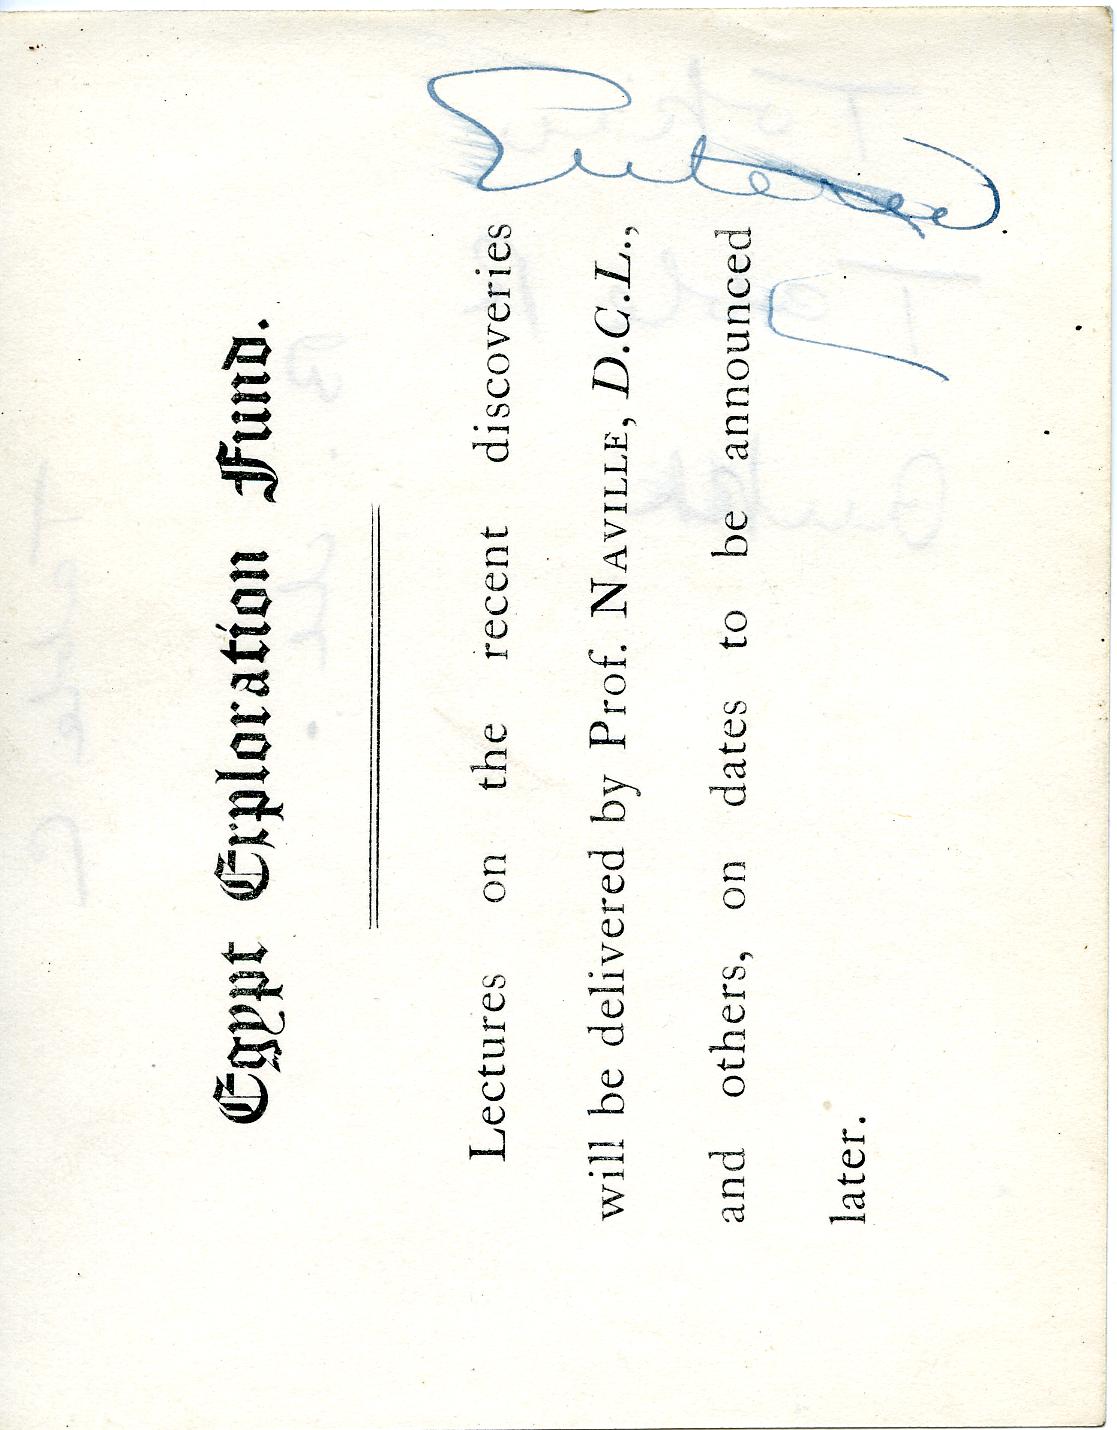 Egypt Exploration Fund.
Lectures on the recent discoveries
will be delivered by Prof. NAVILLE, D.C.L.,
and others, on dates to be announced
later.
Entered